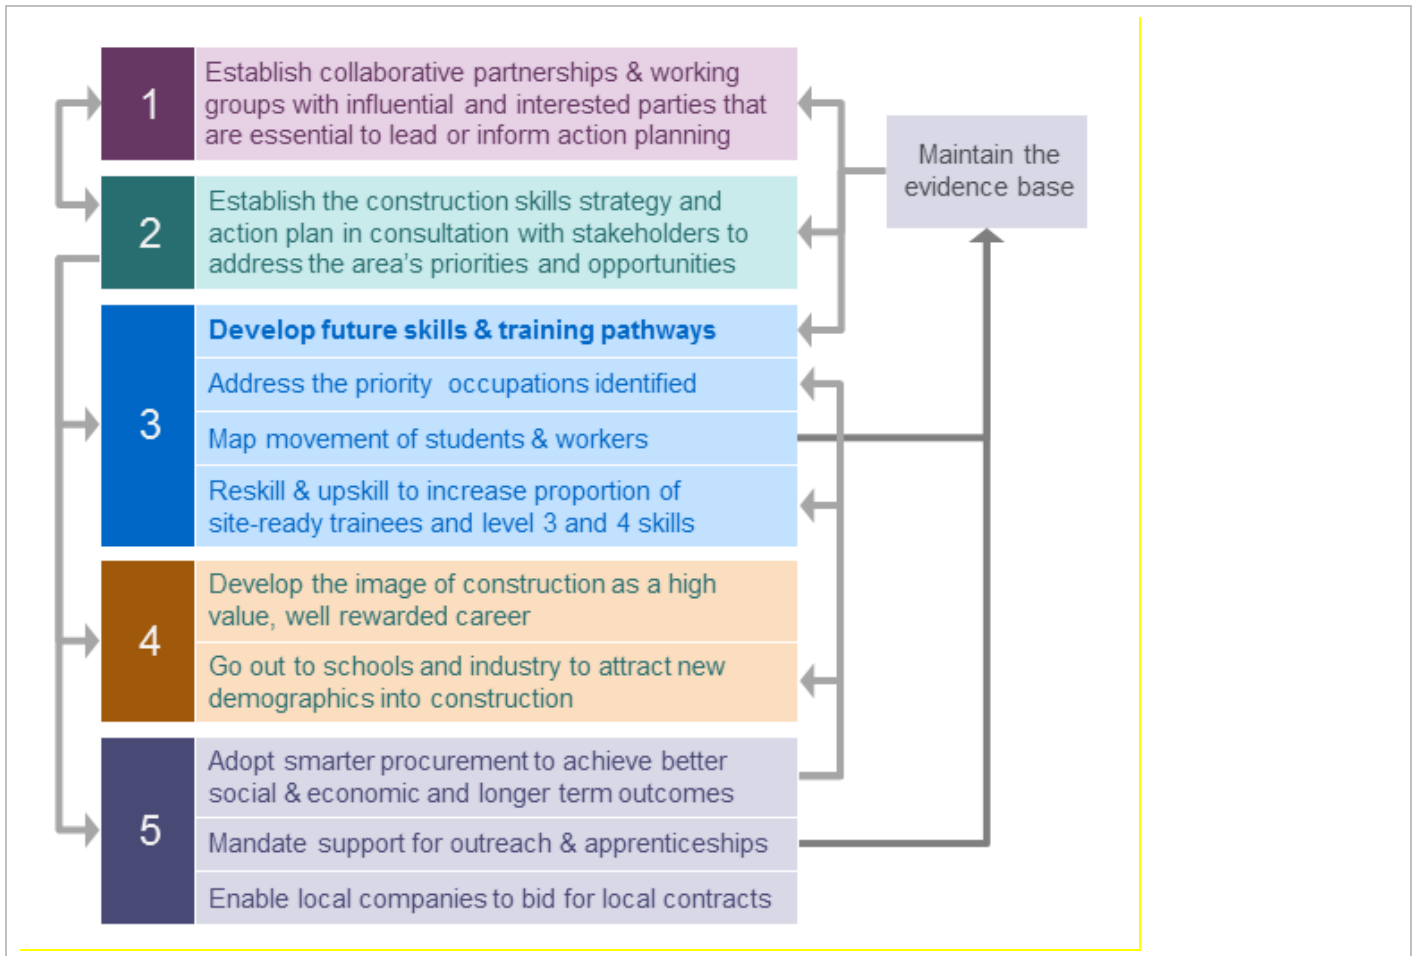 1
Establish collaborative partnerships & working
groups with influential and interested parties that
are essential to lead or inform action planning
Maintain the
evidence base
2
Establish the construction skills strategy and
action plan in consultation with stakeholders to
address the area's priorities and opportunities
3
Develop future skills & training pathways
Address the priority occupations identified
Map movement of students & workers
Reskill & upskill to increase proportion of
site-ready trainees and level 3 and 4 skills
4
Develop the image of construction as a high
value, well rewarded career
Go out to schools and industry to attract new
demographics into construction
5
Adopt smarter procurement to achieve better
social & economic and longer term outcomes
Mandate support for outreach & apprenticeships
Enable local companies to bid for local contracts